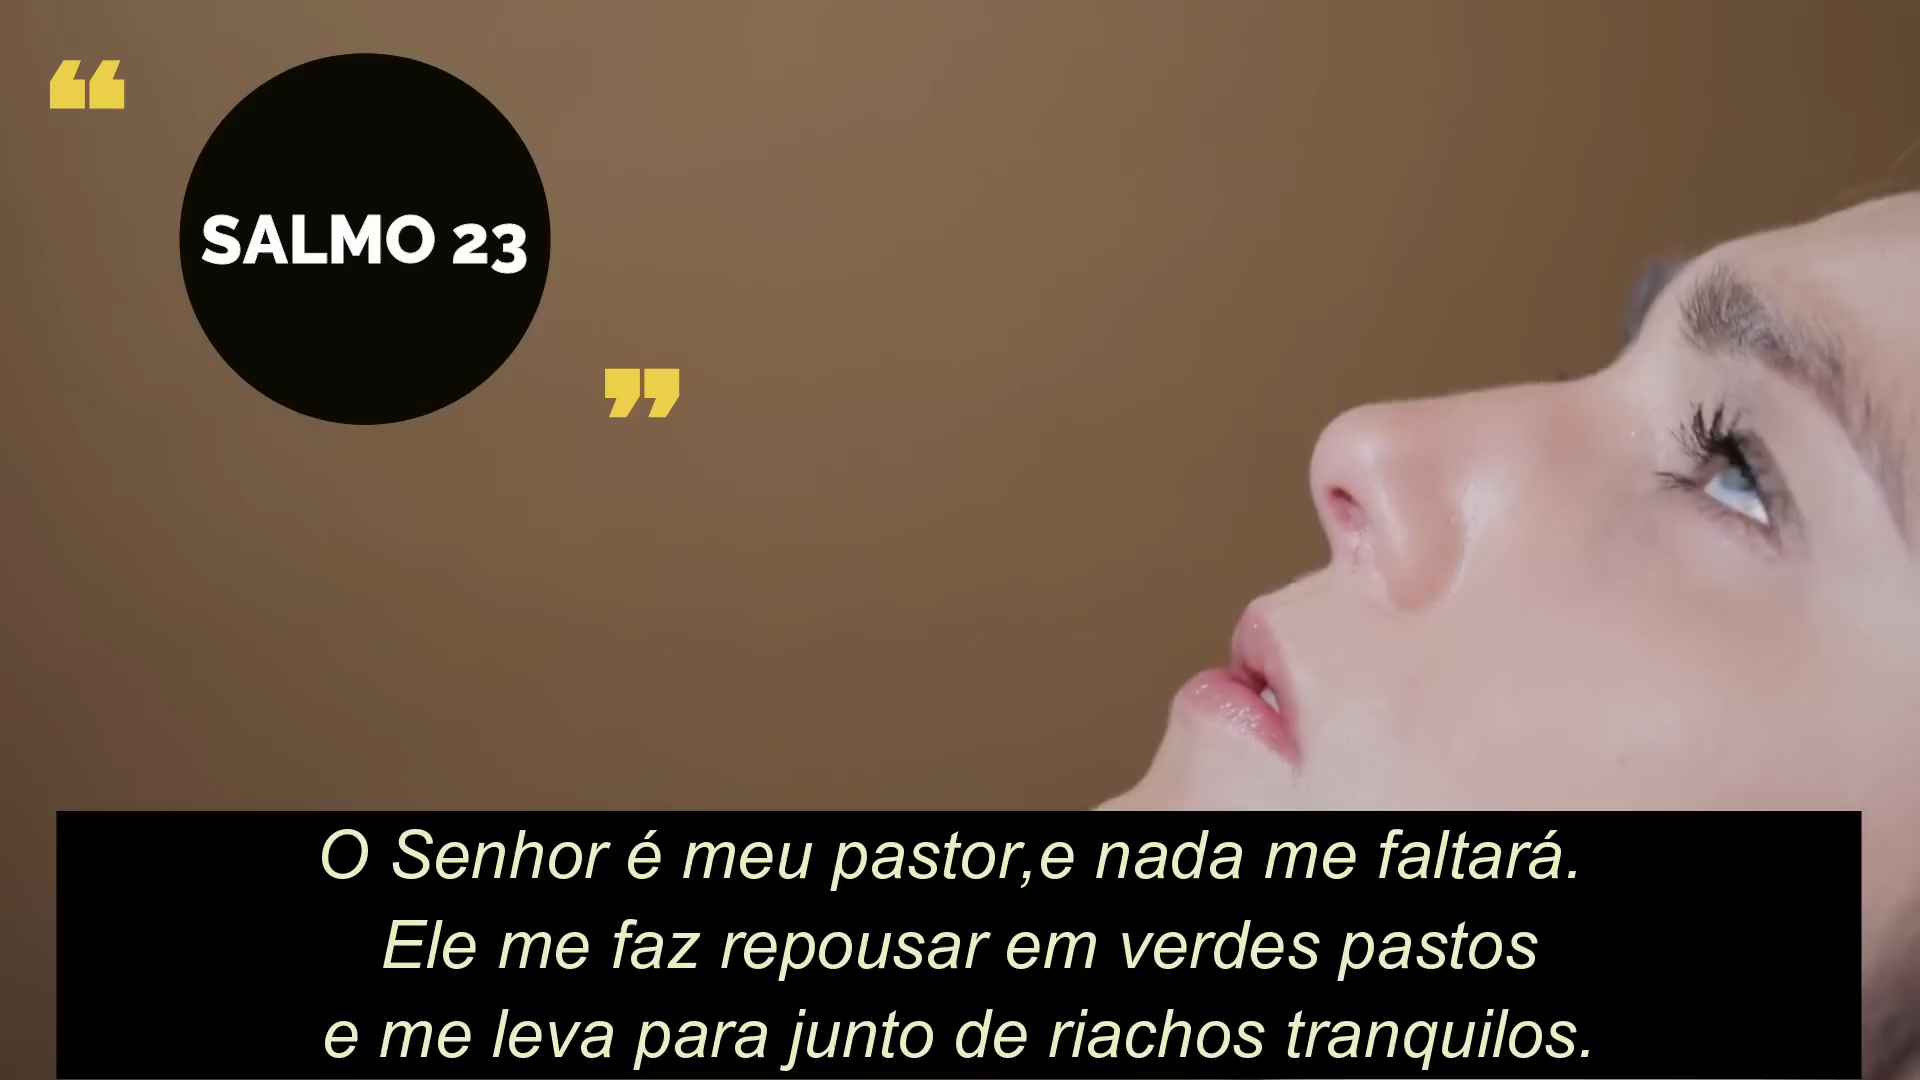 ❝
SALMO 23
❞
O Senhor é meu pastor,e nada me faltará.
Ele me faz repousar em verdes pastos
e me leva para junto de riachos tranquilos.